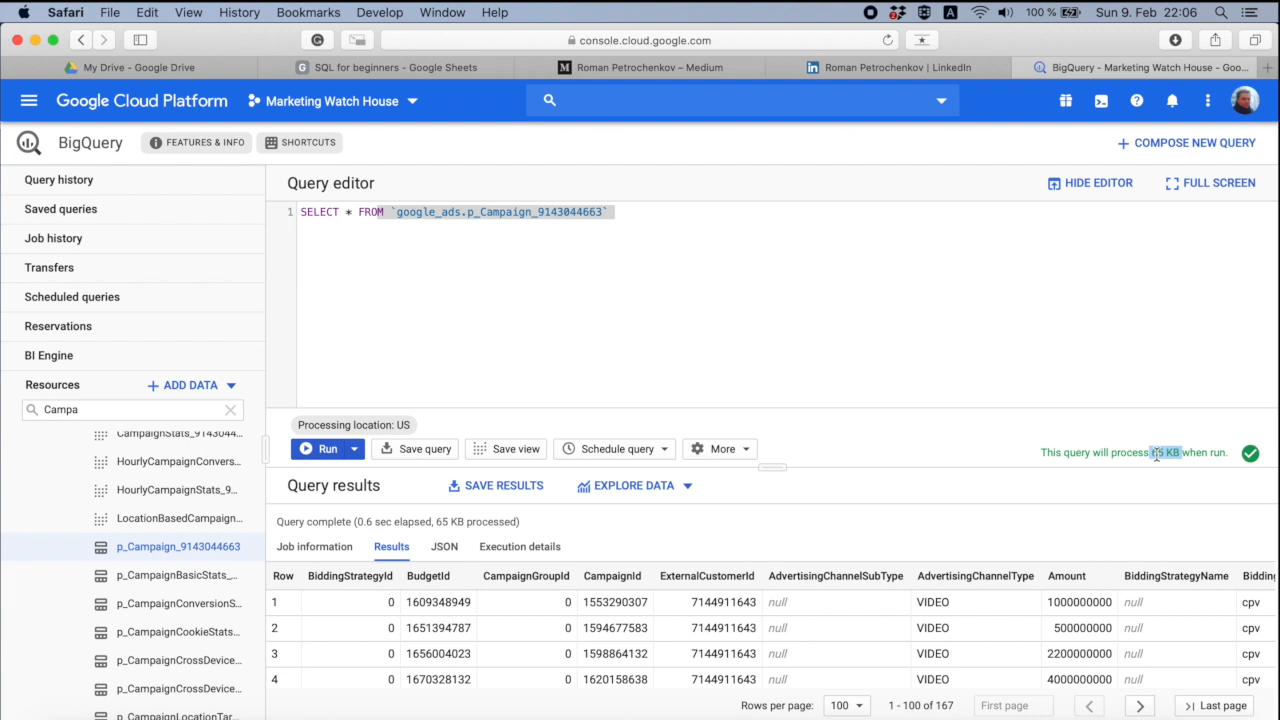 Safari File Edit View History Bookmarks Develop Window Help 2 A 100 % Sun 9. Feb 22:06
console.cloud.google.com
My Drive - Google Drive
SQL for beginners - Google Sheets
Roman Petrochenkov – Medium
Roman Petrochenkov | LinkedIn
BigQuery - Marketing Watch House - Goo...
Google Cloud Platform Marketing Watch House
BigQuery FEATURES & INFO SHORTCUTS + COMPOSE NEW QUERY
Query history
Saved queries
Job history
Transfers
Scheduled queries
Reservations
BI Engine
Resources + ADD DATA
Campa
CampaignStats_9143044...
HourlyCampaignConvers...
HourlyCampaignStats_9...
LocationBasedCampaign...
p_Campaign_9143044663
p_CampaignBasicStats_...
p_CampaignConversionS...
p_CampaignCookieStats...
p_CampaignCrossDevice...
p_CampaignCrossDevice...
p_CampaignLocationTar...
Query editor HIDE EDITOR FULL SCREEN
1 SELECT * FROM `google_ads.p_Campaign_9143044663`
Processing location: US
Run Save query Save view Schedule query More
This query will process 65 KB when run.
Query results SAVE RESULTS EXPLORE DATA
Query complete (0.6 sec elapsed, 65 KB processed)
Job information Results JSON Execution details
Row BiddingStrategyId BudgetId CampaignGroupId CampaignId ExternalCustomerId AdvertisingChannelSubType AdvertisingChannelType Amount BiddingStrategyName Bidding
1 0 1609348949 0 1553290307 7144911643 null VIDEO 1000000000 null cpv
2 0 1651394787 0 1594677583 7144911643 null VIDEO 500000000 null cpv
3 0 1656004023 0 1598864132 7144911643 null VIDEO 2200000000 null cpv
4 0 1670328132 0 1620158638 7144911643 null VIDEO 4000000000 null cpv
Rows per page: 100 1 - 100 of 167 First page Last page